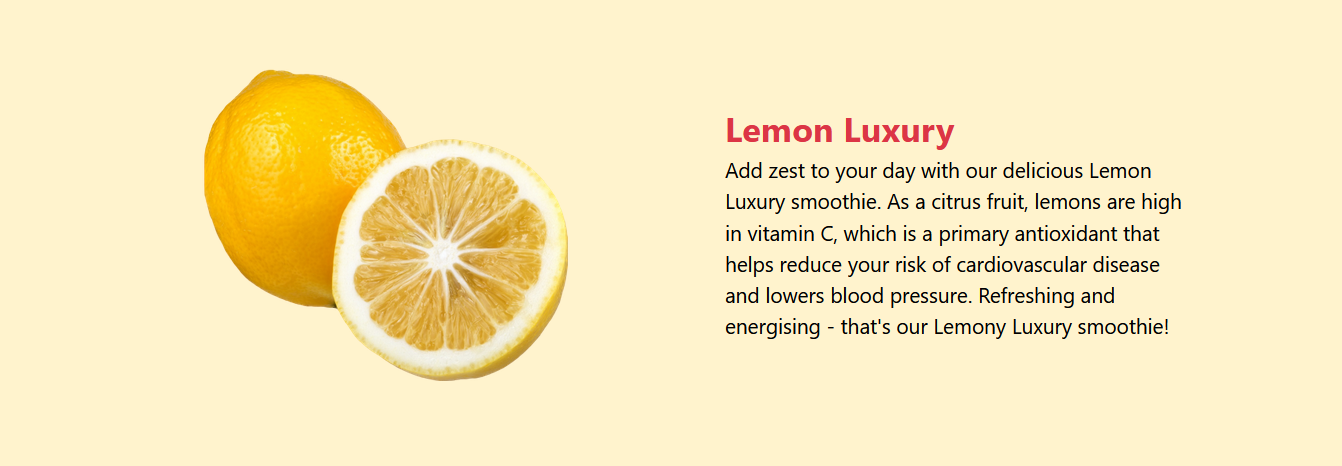 Lemon Luxury
Add zest to your day with our delicious Lemon
Luxury smoothie. As a citrus fruit, lemons are high
in vitamin C, which is a primary antioxidant that
helps reduce your risk of cardiovascular disease
and lowers blood pressure. Refreshing and
energising - that's our Lemony Luxury smoothie!